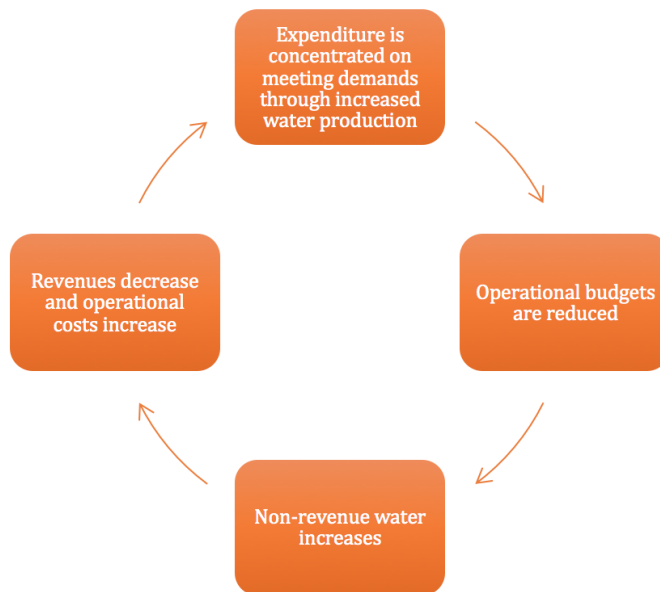 Expenditure is
concentrated on
meeting demands
through increased
water production
Operational budgets
are reduced
Non-revenue water
increases
Revenues decrease
and operational
costs increase